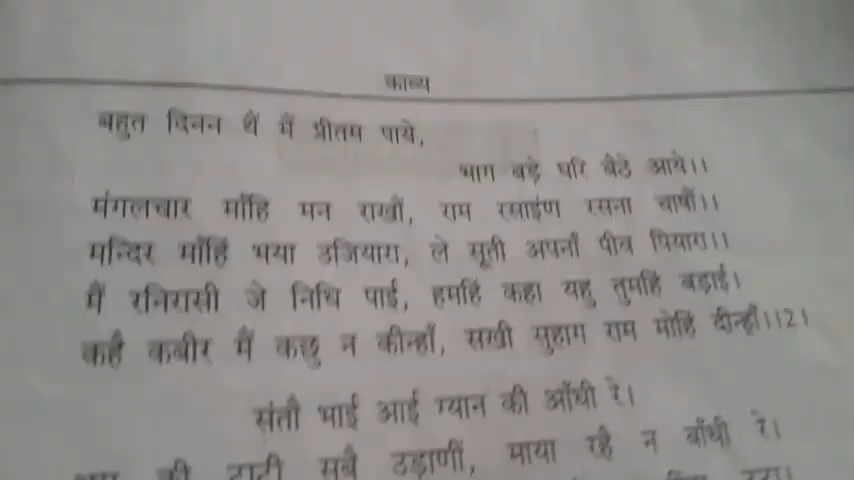 काव्य
बहुत दिनन थैं मैं प्रीतम पाये,
भाग बड़े घरि बैठे आये।।
मंगलचार माँहि मन राखौं, राम रसाइंण रसना चाषौं।।
मन्दिर माँहिं भया उजियारा, ले सूती अपनाँ पीव पियारा।।
मैं रनिरासी जे निधि पाई, हमहिं कहा यहु तुमहि बड़ाई।
कहै कबीर मैं कछु न कीन्हाँ, सखी सुहाग राम मोहि दीन्हाँ।।2।
संतौ भाई आई ग्यान की आँधी रे।
की टाटी सबै उड़ाणीं, माया रहै न बाँधी रे।